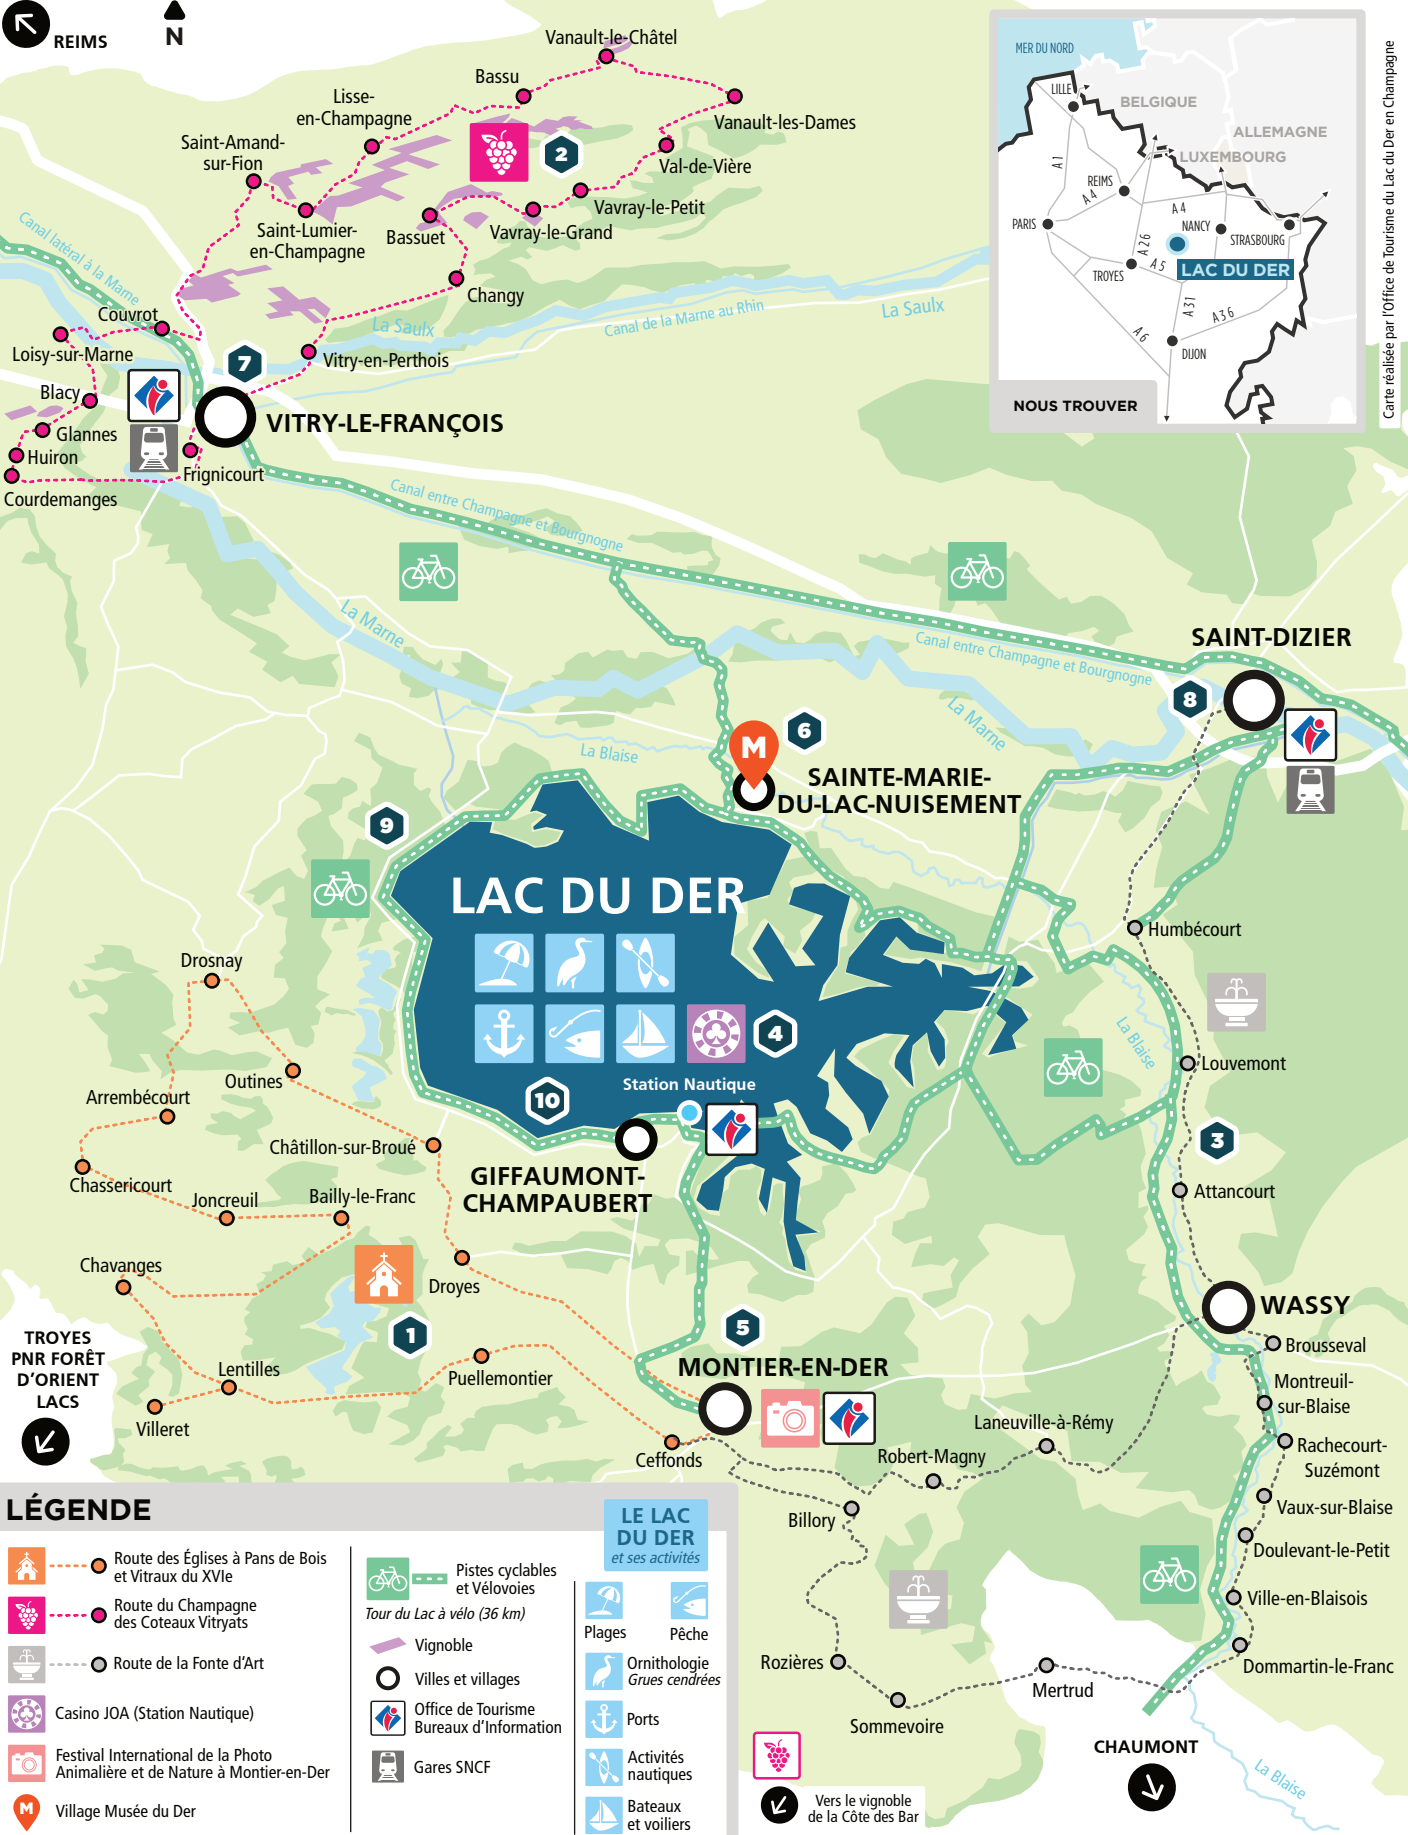 REIMS
N
Vanault-le-Châtel
Bassu
Lisse-
en-Champagne
Vanault-les-Dames
Saint-Amand-
sur-Fion
2
Val-de-Vière
Vavray-le-Petit
Saint-Lumier-
en-Champagne
Bassuet
Vavray-le-Grand
Canal latéral à la Marne
Changy
Couvrot
La Saulx
Canal de la Marne au Rhin
La Saulx
Loisy-sur-Marne
7
Vitry-en-Perthois
Blacy
VITRY-LE-FRANÇOIS
Glannes
Huiron
Frignicourt
Courdemanges
MER DU NORD
LILLE
BELGIQUE
ALLEMAGNE
LUXEMBOURG
A 1
REIMS
A 4
A 4
PARIS
NANCY
STRASBOURG
A 26
TROYES
A 5
LAC DU DER
A 31
A 36
A 6
DIJON
NOUS TROUVER
Carte réalisée par l'Office de Tourisme du Lac du Der en Champagne
Canal entre Champagne et Bourgnogne
La Marne
Canal entre Champagne et Bourgnogne
SAINT-DIZIER
8
La Marne
6
M
La Blaise
SAINTE-MARIE-
DU-LAC-NUISEMENT
9
LAC DU DER
Humbécourt
Drosnay
La Blaise
4
Louvemont
Outines
Station Nautique
Arrembécourt
10
3
Châtillon-sur-Broué
GIFFAUMONT-
CHAMPAUBERT
Chassericourt
Joncreuil
Bailly-le-Franc
Attancourt
Chavanges
Droyes
WASSY
1
5
Brousseval
TROYES
PNR FORÊT
D'ORIENT
LACS
Lentilles
Puellemontier
MONTIER-EN-DER
Montreuil-
sur-Blaise
Villeret
Laneuville-à-Rémy
Ceffonds
Robert-Magny
Rachecourt-
Suzémont
Billory
Vaux-sur-Blaise
Doulevant-le-Petit
Ville-en-Blaisois
Rozières
Dommartin-le-Franc
Mertrud
Sommevoire
CHAUMONT
La Blaise
Vers le vignoble
de la Côte des Bar
LÉGENDE
Route des Églises à Pans de Bois
et Vitraux du XVIe
Route du Champagne
des Coteaux Vitryats
Route de la Fonte d'Art
Casino JOA (Station Nautique)
Festival International de la Photo
Animalière et de Nature à Montier-en-Der
M
Village Musée du Der
Pistes cyclables
et Vélovoies
Tour du Lac à vélo (36 km)
Vignoble
Villes et villages
Office de Tourisme
Bureaux d'Information
Gares SNCF
LE LAC
DU DER
et ses activités
Plages
Pêche
Ornithologie
Grues cendrées
Ports
Activités
nautiques
Bateaux
et voiliers